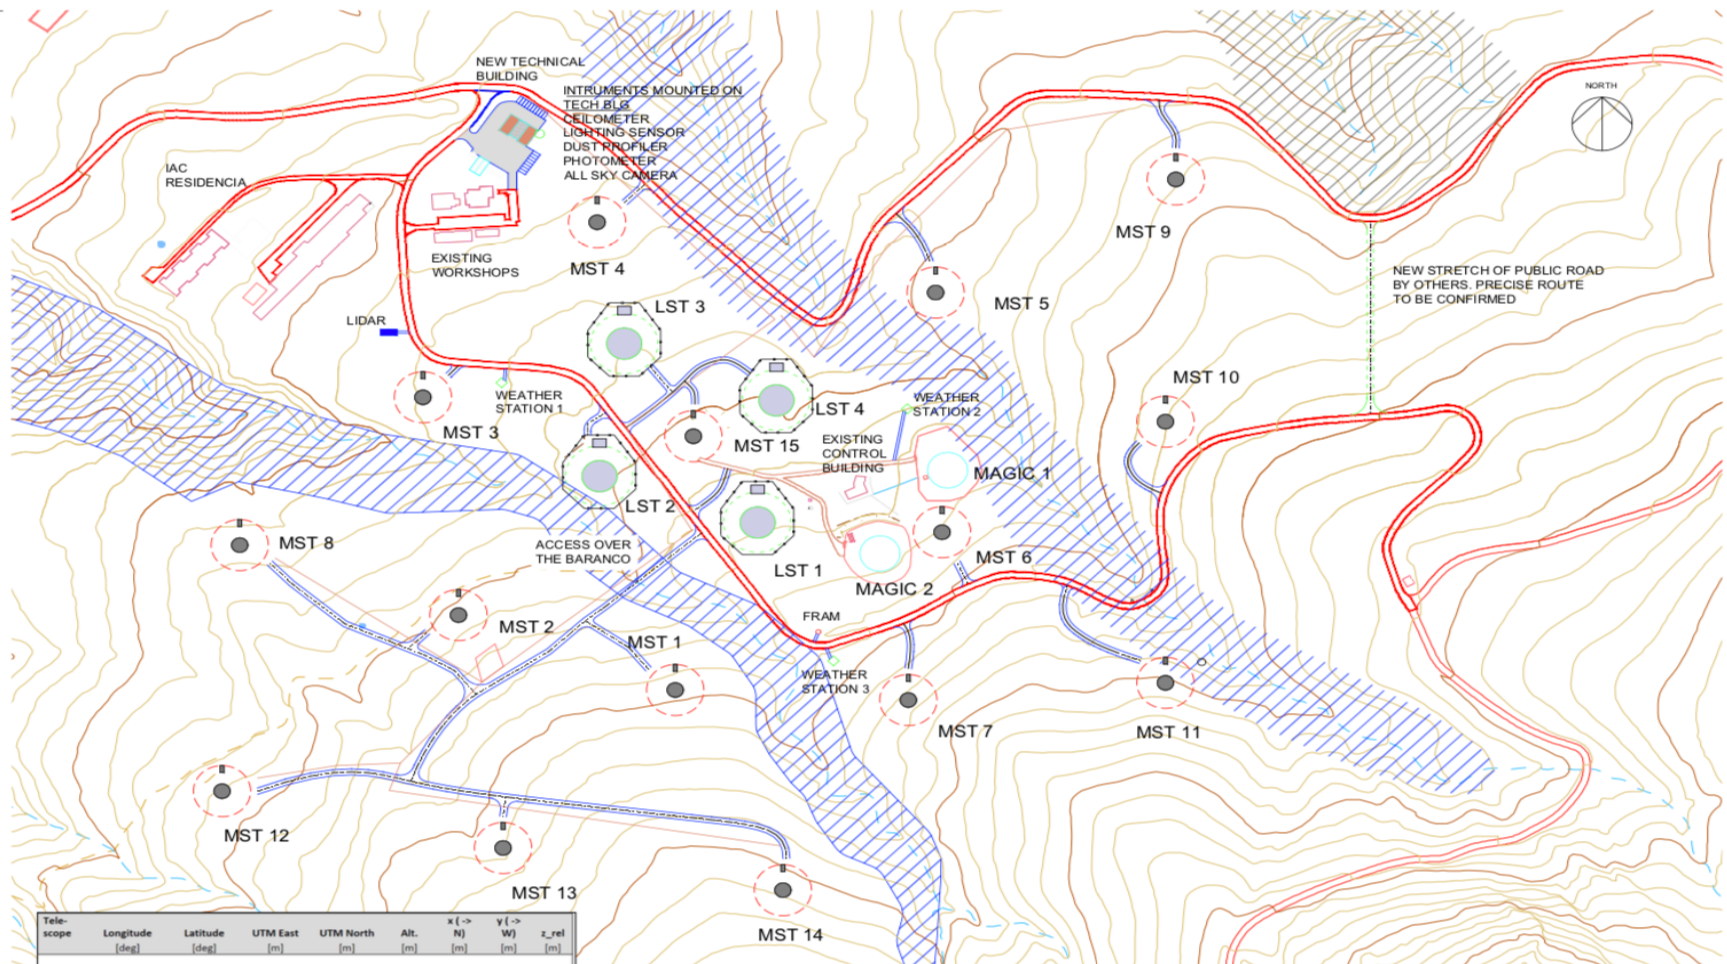 NEW TECHNICAL
BUILDING
INTRUMENTS MOUNTED ON
TECH BLG
CEILOMETER
LIGHTING SENSOR
DUST PROFILER
PHOTOMETER
ALL SKY CAMERA
NORTH
IAC
RESIDENCIA
EXISTING
WORKSHOPS
MST 4
MST 9
MST 5
NEW STRETCH OF PUBLIC ROAD
BY OTHERS. PRECISE ROUTE
TO BE CONFIRMED
LIDAR
LST 3
WEATHER
STATION 1
MST 3
LST 4
MST 15
WEATHER
STATION 2
MST 10
EXISTING
CONTROL
BUILDING
MAGIC 1
LST 2
MST 8
ACCESS OVER
THE BARANCO
LST 1
MST 6
MAGIC 2
MST 2
MST 1
FRAM
WEATHER
STATION 3
MST 7
MST 11
MST 12
MST 13
MST 14
Tele-
scope Longitude Latitude UTM East UTM North Alt. x ( -> N) y ( -> W) z_rel
[deg] [deg] [m] [m] [m] [m] [m] [m]